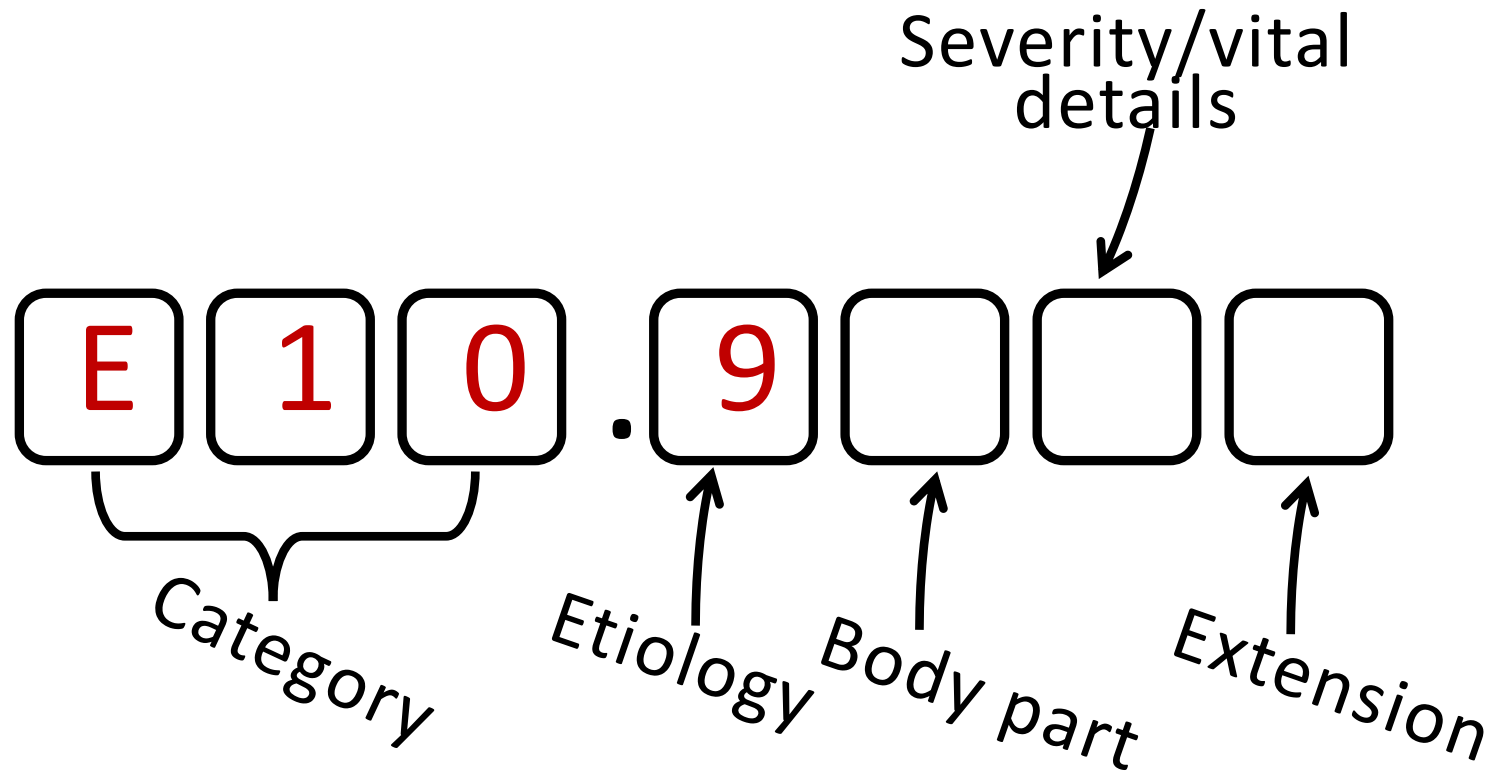 Severity/vital
details
E 1 0 . 9
Category
Etiology
Body part
Extension